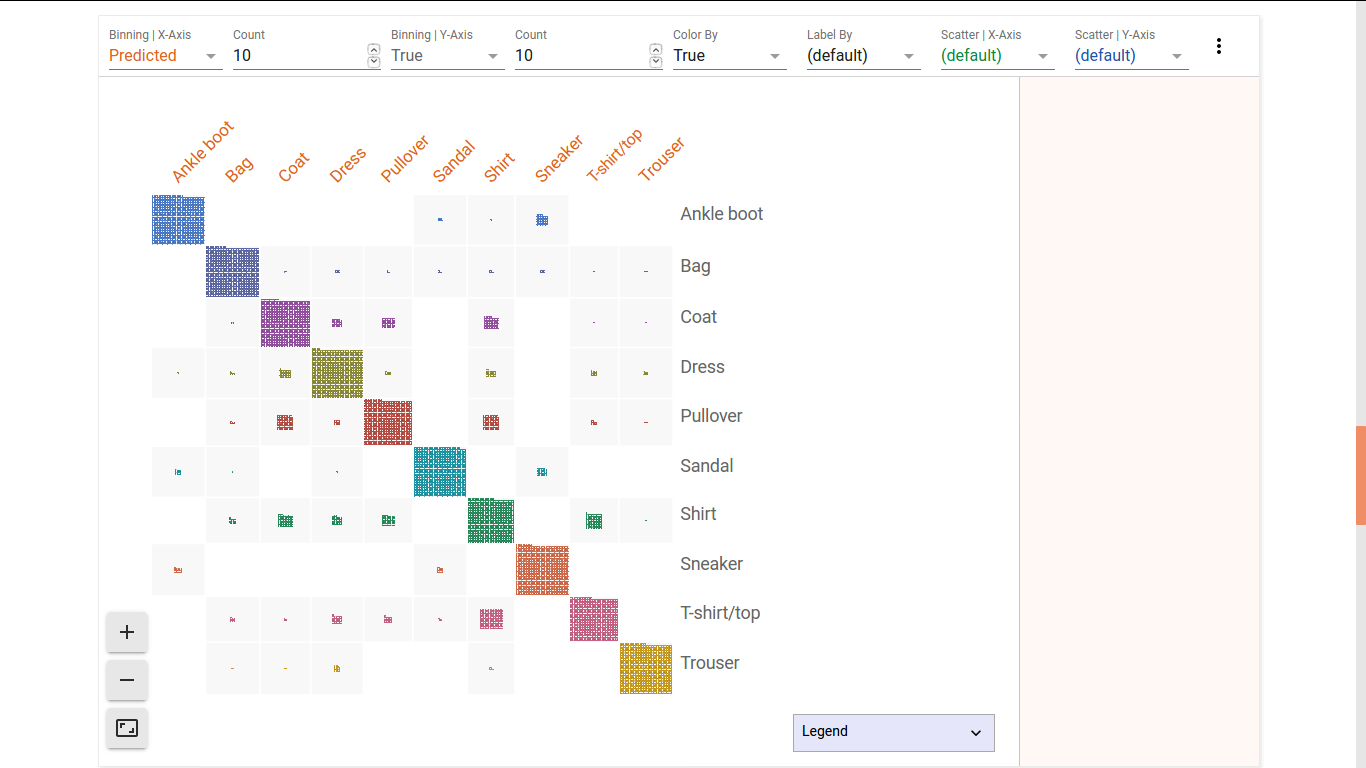 Binning | X-Axis Count Binning | Y-Axis Count Color By Label By Scatter | X-Axis Scatter | Y-Axis
Predicted 10 True 10 True (default) (default) (default)
Ankle boot Bag Coat Dress Pullover Sandal Shirt Sneaker T-shirt/top Trouser
Ankle boot
Bag
Coat
Dress
Pullover
Sandal
Shirt
Sneaker
T-shirt/top
Trouser
Legend